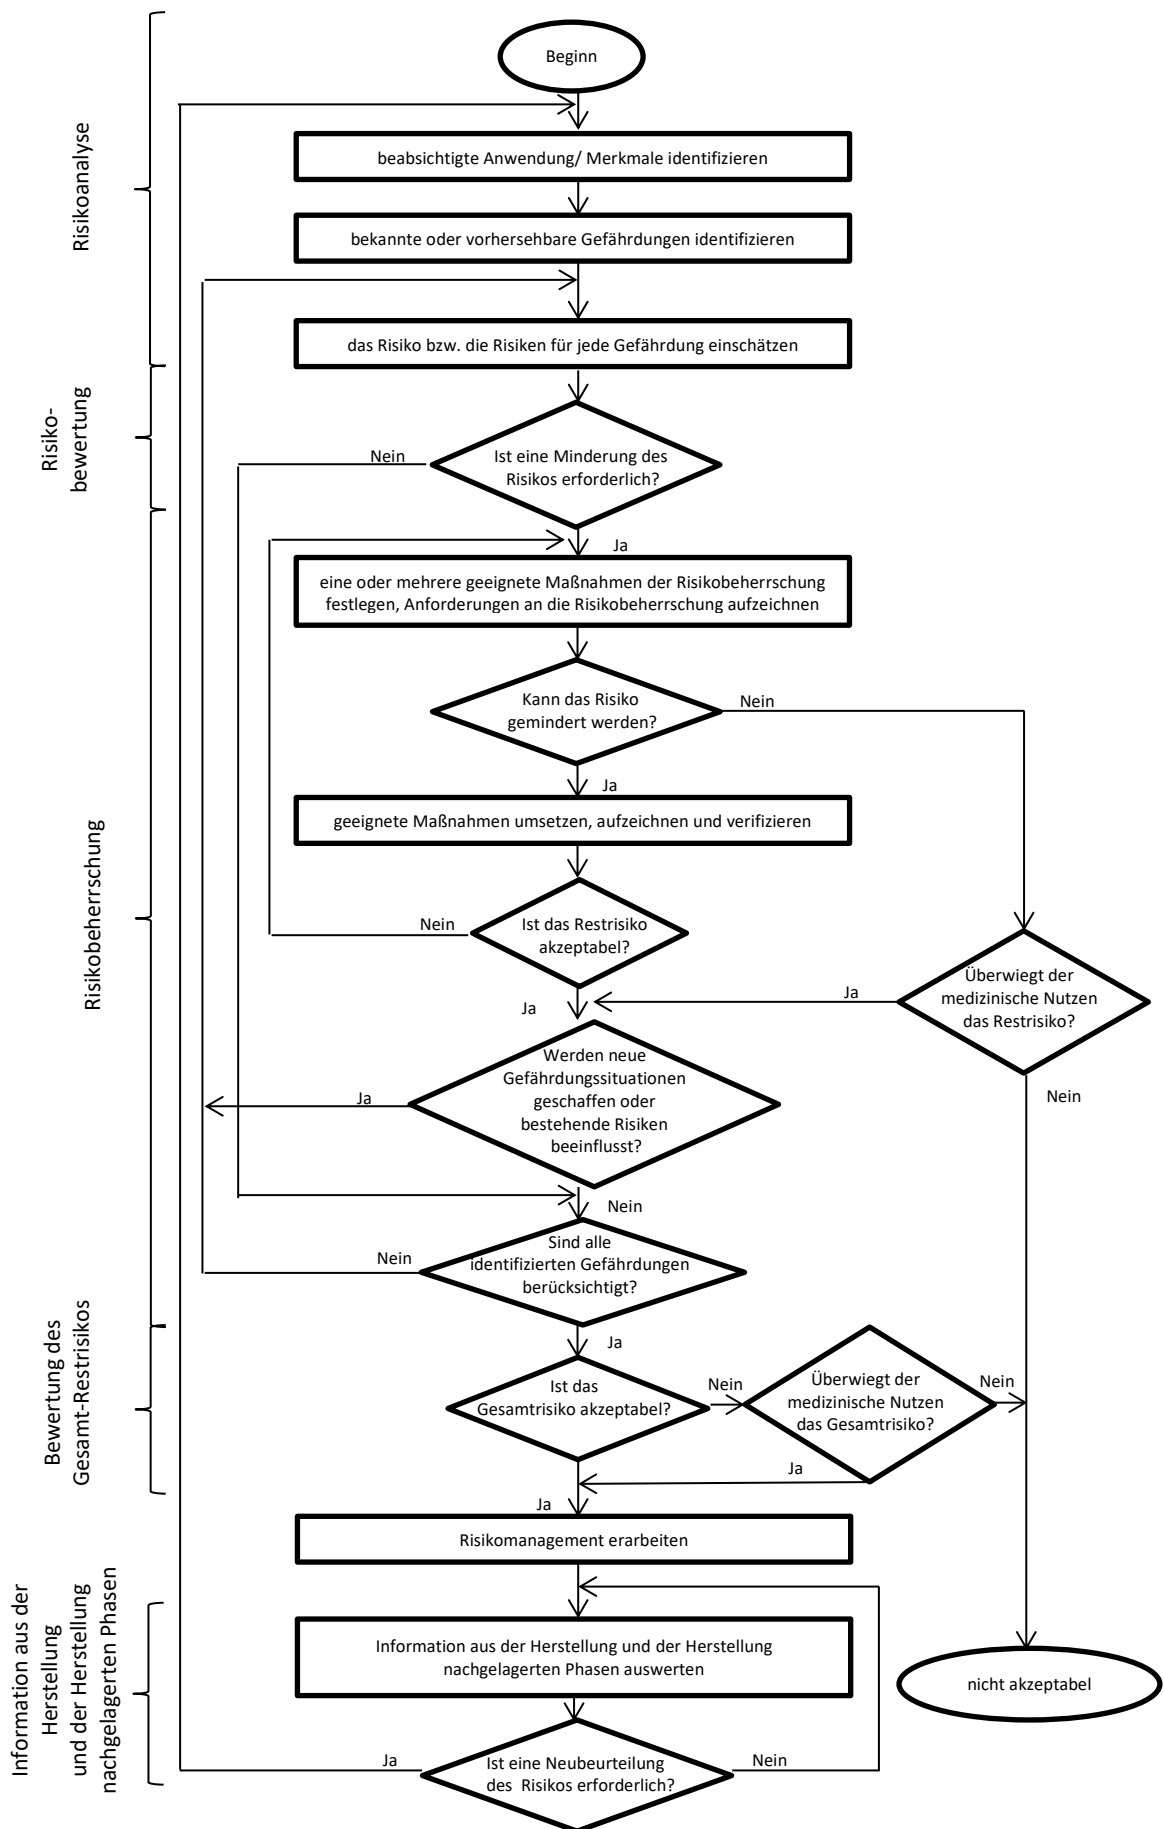 Beginn
Risikoanalyse
beabsichtigte Anwendung/ Merkmale identifizieren
bekannte oder vorhersehbare Gefährdungen identifizieren
das Risiko bzw. die Risiken für jede Gefährdung einschätzen
Risiko-
bewertung
Nein
Ist eine Minderung des
Risikos erforderlich?
Ja
Risikobeherrschung
eine oder mehrere geeignete Maßnahmen der Risikobeherrschung
festlegen, Anforderungen an die Risikobeherrschung aufzeichnen
Kann das Risiko
gemindert werden?
Nein
Ja
geeignete Maßnahmen umsetzen, aufzeichnen und verifizieren
Nein
Ist das Restrisiko
akzeptabel?
Ja
Überwiegt der
medizinische Nutzen
das Restrisiko?
Ja
Nein
Werden neue
Gefährdungssituationen
geschaffen oder
bestehende Risiken
beeinflusst?
Ja
Nein
Sind alle
identifizierten Gefährdungen
berücksichtigt?
Nein
Ja
Bewertung des
Gesamt-Restrisikos
Ist das
Gesamtrisiko akzeptabel?
Nein
Überwiegt der
medizinische Nutzen
das Gesamtrisiko?
Nein
Ja
Ja
Risikomanagement erarbeiten
Information aus der
Herstellung
und der Herstellung
nachgelagerten Phasen
Information aus der Herstellung und der Herstellung
nachgelagerten Phasen auswerten
nicht akzeptabel
Ja
Ist eine Neubeurteilung
des Risikos erforderlich?
Nein